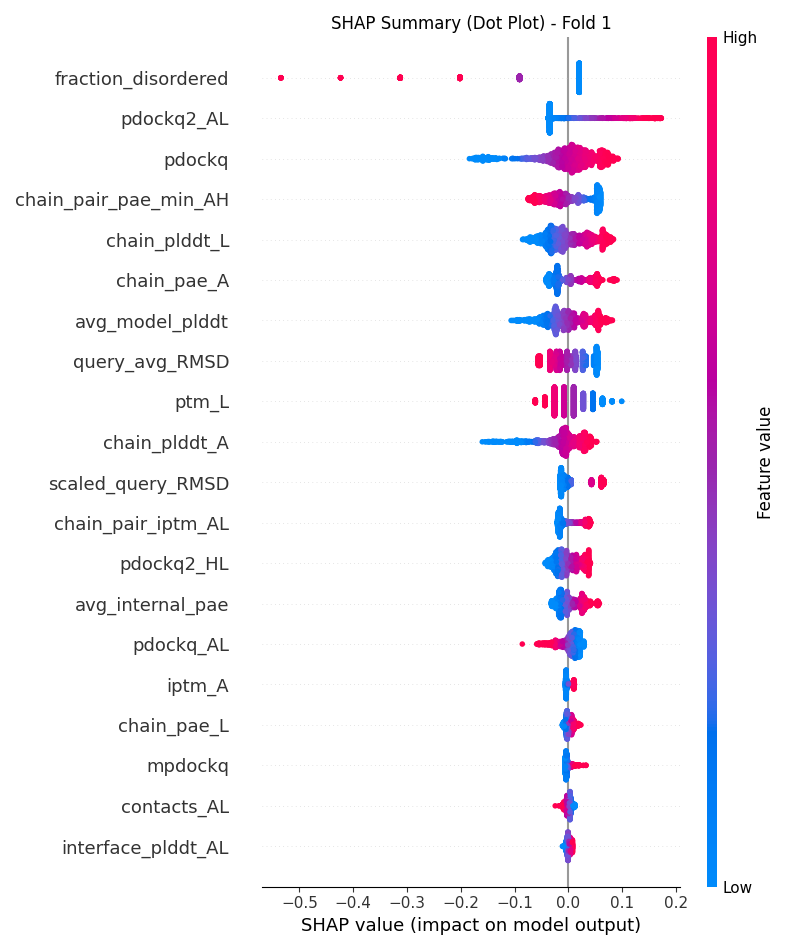 SHAP Summary (Dot Plot) - Fold 1
High
fraction_disordered
pdockq2_AL
pdockq
chain_pair_pae_min_AH
chain_plddt_L
chain_pae_A
avg_model_plddt
query_avg_RMSD
ptm_L
chain_plddt_A
scaled_query_RMSD
chain_pair_iptm_AL
pdockq2_HL
avg_internal_pae
pdockq_AL
iptm_A
chain_pae_L
mpdockq
contacts_AL
interface_plddt_AL
Feature value
Low
−0.5 −0.4 −0.3 −0.2 −0.1 0.0 0.1 0.2
SHAP value (impact on model output)